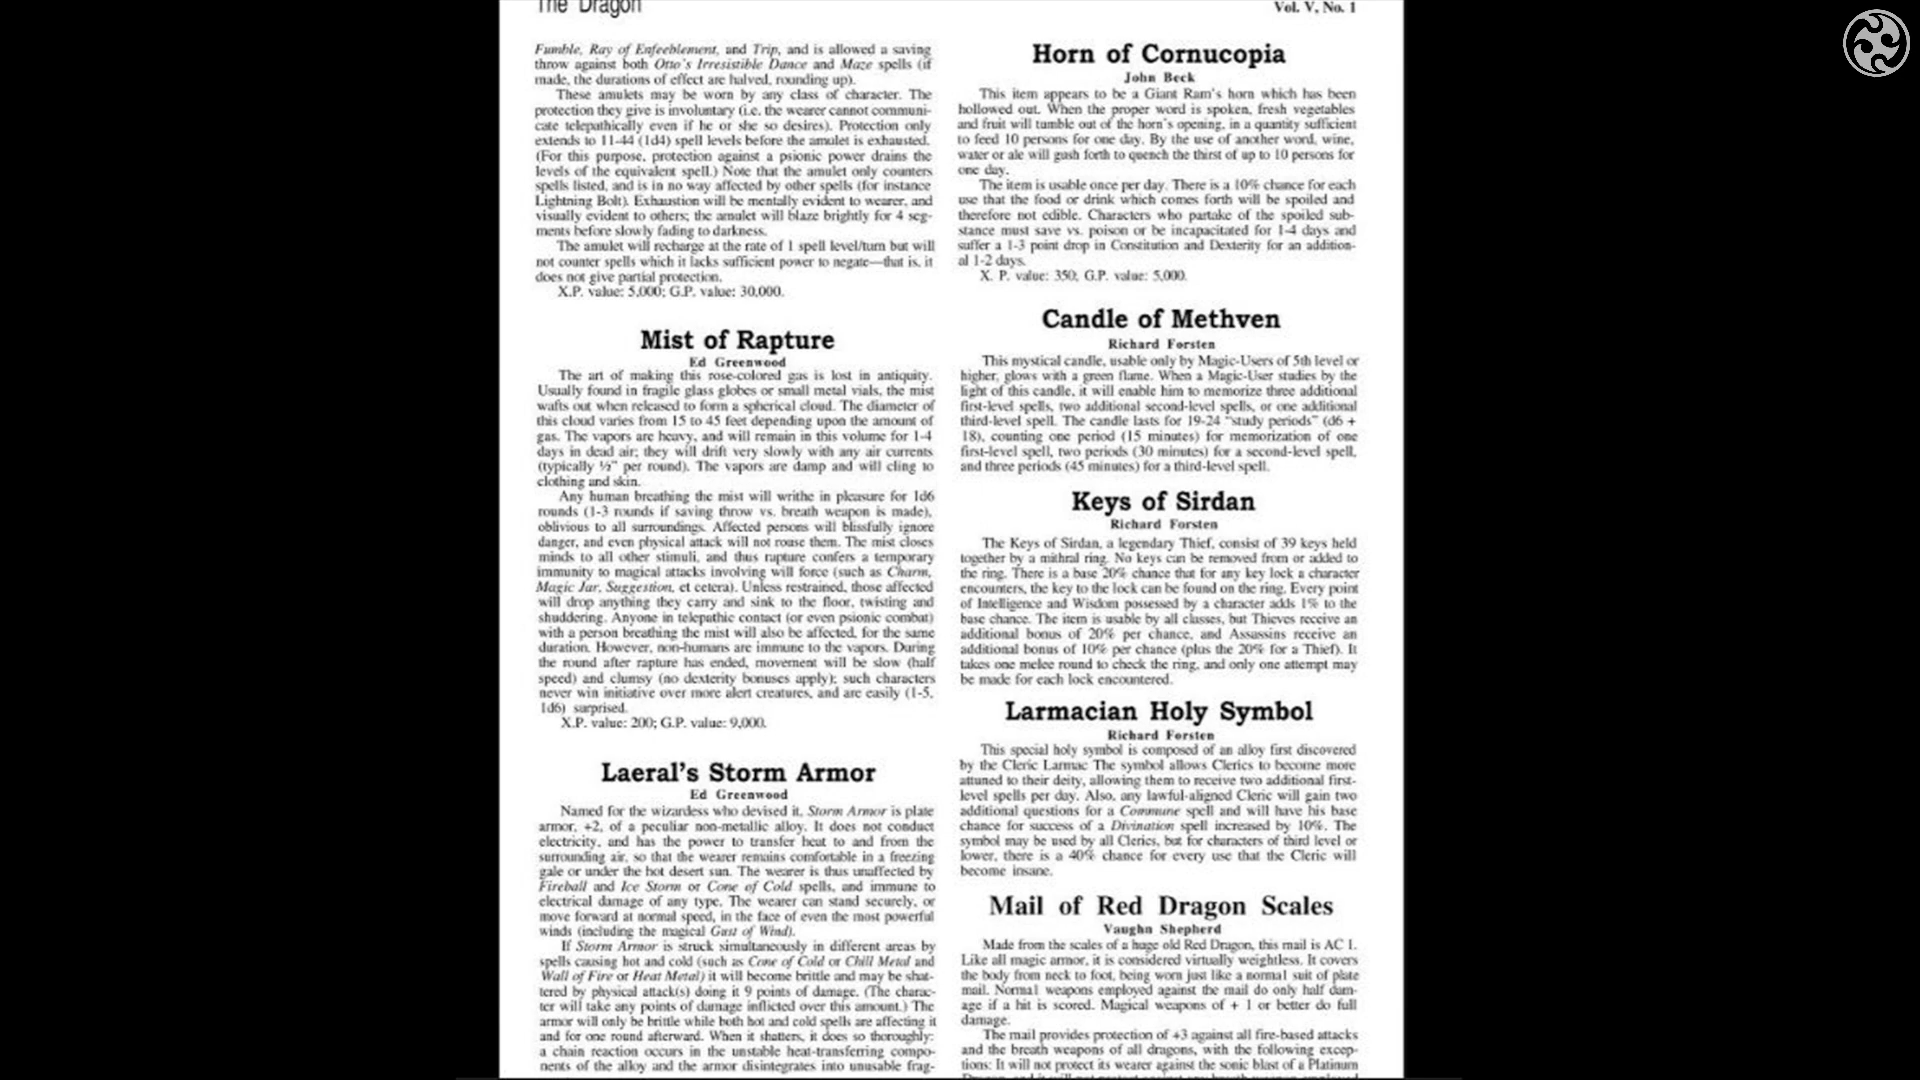 The Dragon
Vol. V, No. 1
Fumble, Ray of Enfeeblement, and Trip, and is allowed a saving
throw against both Otto's Irresistible Dance and Maze spells (if
made, the durations of effect are halved, rounding up).
These amulets may be worn by any class of character. The
protection they give is involuntary (i.e. the wearer cannot communi-
cate telepathically even if he or she so desires). Protection only
extends to 11-44 (1d4) spell levels before the amulet is exhausted.
(For this purpose, protection against a psionic power drains the
levels of the equivalent spell.) Note that the amulet only counters
spells listed, and is in no way affected by other spells (for instance
Lightning Bolt). Exhaustion will be mentally evident to wearer, and
visually evident to others; the amulet will blaze brightly for 4 seg-
ments before slowly fading to darkness.
The amulet will recharge at the rate of 1 spell level/turn but will
not counter spells which it lacks sufficient power to negate—that is, it
does not give partial protection.
X.P. value: 5,000; G.P. value: 30,000.
Mist of Rapture
Ed Greenwood
The art of making this rose-colored gas is lost in antiquity.
Usually found in fragile glass globes or small metal vials, the mist
wafts out when released to form a spherical cloud. The diameter of
this cloud varies from 15 to 45 feet depending upon the amount of
gas. The vapors are heavy, and will remain in this volume for 1-4
days in dead air; they will drift very slowly with any air currents
(typically ½" per round). The vapors are damp and will cling to
clothing and skin.
Any human breathing the mist will writhe in pleasure for 1d6
rounds (1-3 rounds if saving throw vs. breath weapon is made),
oblivious to all surroundings. Affected persons will blissfully ignore
danger, and even physical attack will not rouse them. The mist closes
minds to all other stimuli, and thus rapture confers a temporary
immunity to magical attacks involving will force (such as Charm,
Magic Jar, Suggestion, et cetera). Unless restrained, those affected
will drop anything they carry and sink to the floor, twisting and
shuddering. Anyone in telepathic contact (or even psionic combat)
with a person breathing the mist will also be affected, for the same
duration. However, non-humans are immune to the vapors. During
the round after rapture has ended, movement will be slow (half
speed) and clumsy (no dexterity bonuses apply); such characters
never win initiative over more alert creatures, and are easily (1-5,
1d6) surprised.
X.P. value: 200; G.P. value: 9,000.
Laeral's Storm Armor
Ed Greenwood
Named for the wizardess who devised it, Storm Armor is plate
armor, +2, of a peculiar non-metallic alloy. It does not conduct
electricity, and has the power to transfer heat to and from the
surrounding air, so that the wearer remains comfortable in a freezing
gale or under the hot desert sun. The wearer is thus unaffected by
Fireball and Ice Storm or Cone of Cold spells, and immune to
electrical damage of any type. The wearer can stand securely, or
move forward at normal speed, in the face of even the most powerful
winds (including the magical Gust of Wind).
If Storm Armor is struck simultaneously in different areas by
spells causing hot and cold (such as Cone of Cold or Chill Metal and
Wall of Fire or Heat Metal) it will become brittle and may be shat-
tered by physical attack(s) doing it 9 points of damage. (The charac-
ter will take any points of damage inflicted over this amount.) The
armor will only be brittle while both hot and cold spells are affecting it
and for one round afterward. When it shatters, it does so thoroughly:
a chain reaction occurs in the unstable heat-transferring compo-
nents of the alloy and the armor disintegrates into unusable frag-
Horn of Cornucopia
John Beck
This item appears to be a Giant Ram's horn which has been
hollowed out. When the proper word is spoken, fresh vegetables
and fruit will tumble out of the horn's opening, in a quantity sufficient
to feed 10 persons for one day. By the use of another word, wine,
water or ale will gush forth to quench the thirst of up to 10 persons for
one day.
The item is usable once per day. There is a 10% chance for each
use that the food or drink which comes forth will be spoiled and
therefore not edible. Characters who partake of the spoiled sub-
stance must save vs. poison or be incapacitated for 1-4 days and
suffer a 1-3 point drop in Constitution and Dexterity for an addition-
al 1-2 days.
X. P. value: 350; G.P. value: 5,000.
Candle of Methven
Richard Forsten
This mystical candle, usable only by Magic-Users of 5th level or
higher, glows with a green flame. When a Magic-User studies by the
light of this candle, it will enable him to memorize three additional
first-level spells, two additional second-level spells, or one additional
third-level spell. The candle lasts for 19-24 "study periods" (d6 +
18), counting one period (15 minutes) for memorization of one
first-level spell, two periods (30 minutes) for a second-level spell,
and three periods (45 minutes) for a third-level spell.
Keys of Sirdan
Richard Forsten
The Keys of Sirdan, a legendary Thief, consist of 39 keys held
together by a mithral ring. No keys can be removed from or added to
the ring. There is a base 20% chance that for any key lock a character
encounters, the key to the lock can be found on the ring. Every point
of Intelligence and Wisdom possessed by a character adds 1% to the
base chance. The item is usable by all classes, but Thieves receive an
additional bonus of 20% per chance, and Assassins receive an
additional bonus of 10% per chance (plus the 20% for a Thief). It
takes one melee round to check the ring, and only one attempt may
be made for each lock encountered.
Larmacian Holy Symbol
Richard Forsten
This special holy symbol is composed of an alloy first discovered
by the Cleric Larmac The symbol allows Clerics to become more
attuned to their deity, allowing them to receive two additional first-
level spells per day. Also, any lawful-aligned Cleric will gain two
additional questions for a Commune spell and will have his base
chance for success of a Divination spell increased by 10%. The
symbol may be used by all Clerics, but for characters of third level or
lower, there is a 40% chance for every use that the Cleric will
become insane.
Mail of Red Dragon Scales
Vaughn Shepherd
Made from the scales of a huge old Red Dragon, this mail is AC 1.
Like all magic armor, it is considered virtually weightless. It covers
the body from neck to foot, being worn just like a normal suit of plate
mail. Normal weapons employed against the mail do only half dam-
age if a hit is scored. Magical weapons of + 1 or better do full
damage.
The mail provides protection of +3 against all fire-based attacks
and the breath weapons of all dragons, with the following excep-
tions: It will not protect its wearer against the sonic blast of a Platinum